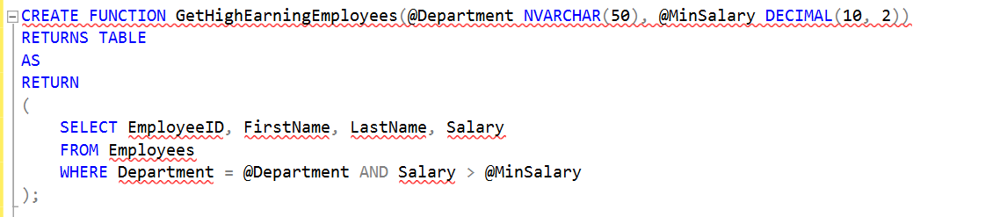 CREATE FUNCTION GetHighEarningEmployees(@Department NVARCHAR(50), @MinSalary DECIMAL(10, 2))
RETURNS TABLE
AS
RETURN
(
    SELECT EmployeeID, FirstName, LastName, Salary
    FROM Employees
    WHERE Department = @Department AND Salary > @MinSalary
);